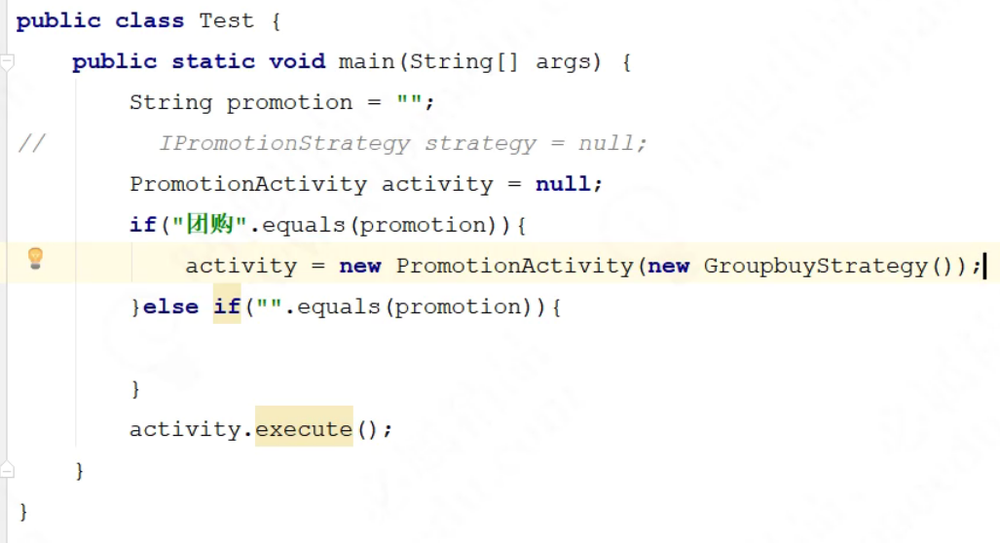 public class Test {
public static void main(String[] args) {
String promotion = "";
// IPromotionStrategy strategy = null;
PromotionActivity activity = null;
if("团购".equals(promotion)){
activity = new PromotionActivity(new GroupbuyStrategy());
}else if("".equals(promotion)){
}
activity.execute();
}
}